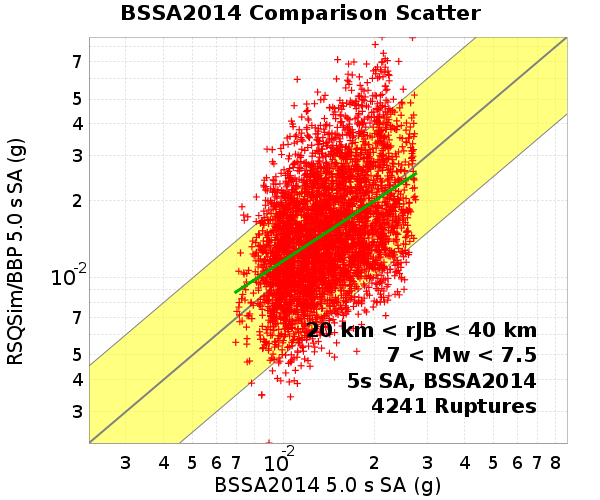 BSSA2014 Comparison Scatter
RSQSim/BBP 5.0 s SA (g)
7
5
4
3
2
10-2
7
5
4
3
20 km < rJB < 40 km
7 < Mw < 7.5
5s SA, BSSA2014
4241 Ruptures
3 4 5 6 7 10-2 2 3 4 5 6 7 8
BSSA2014 5.0 s SA (g)